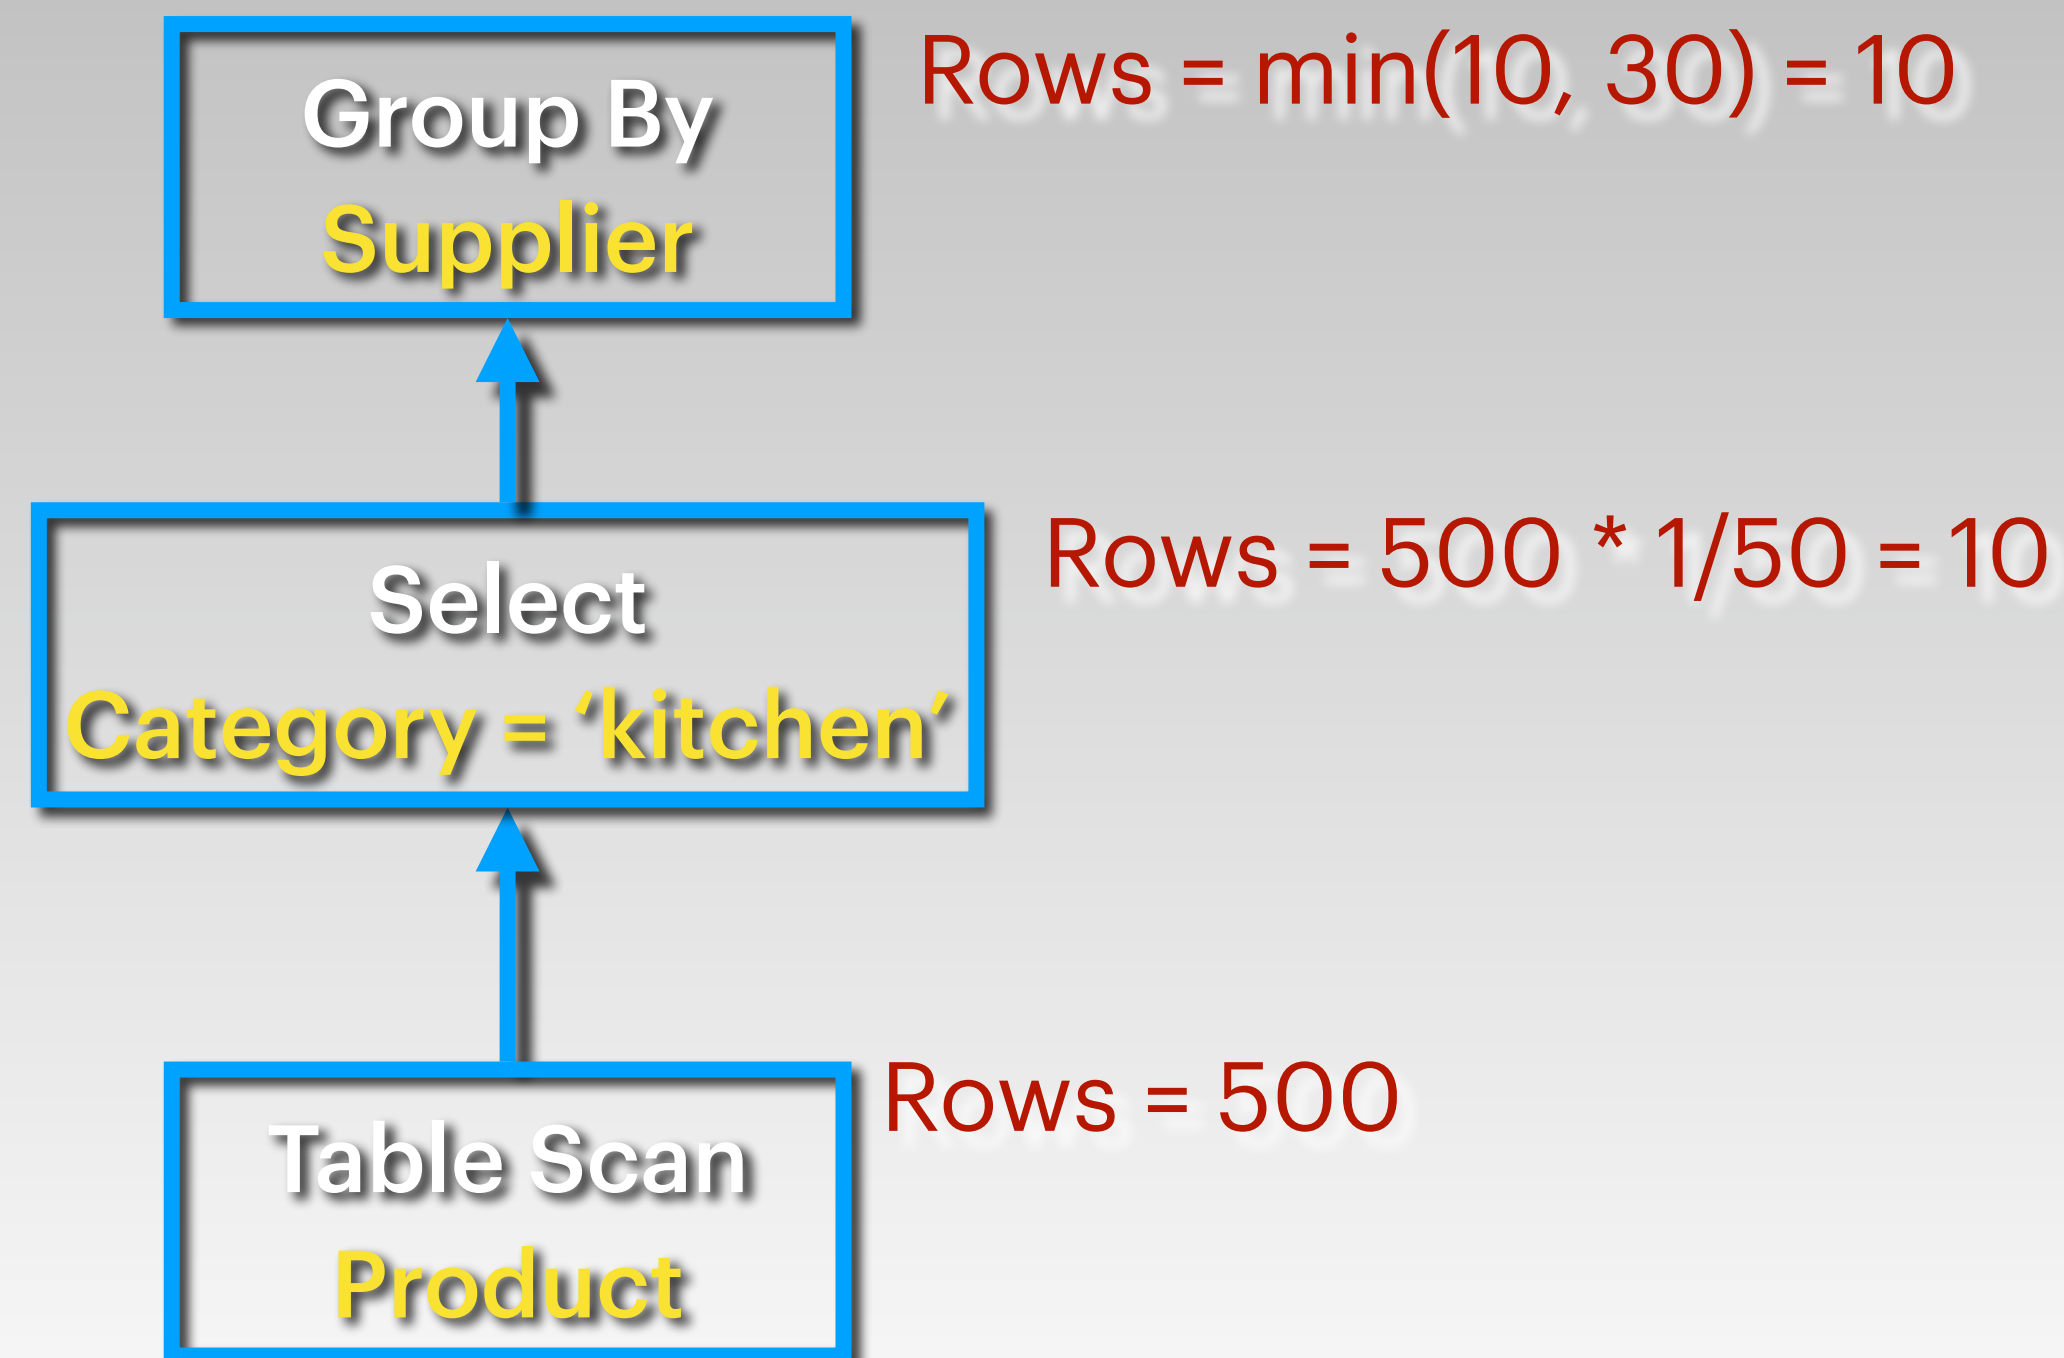 Group By
Supplier
Rows = min(10, 30) = 10
Select
Category = ‘kitchen’
Rows = 500 * 1/50 = 10
Table Scan
Product
Rows = 500